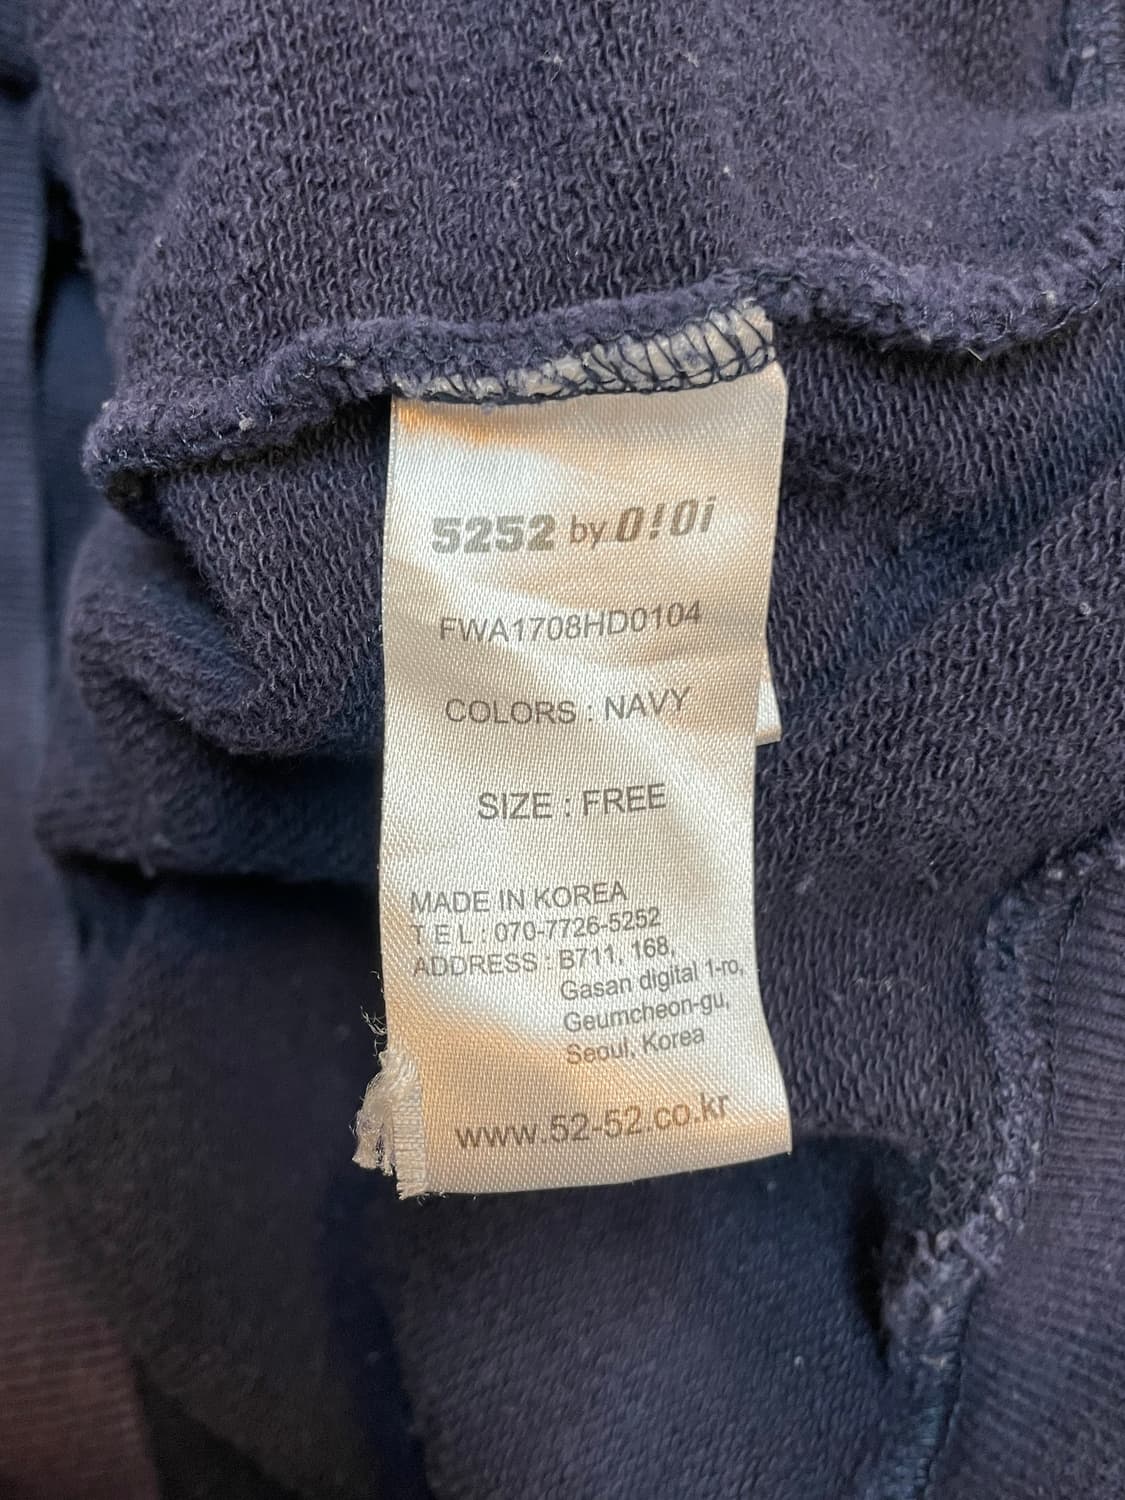 5252 by O!Oi
FWA1708HD0104
COLORS : NAVY
SIZE : FREE
MADE IN KOREA
T E L : 070-7726-5252
ADDRESS : B711, 168,
Gasan digital 1-ro,
Geumcheon-gu,
Seoul, Korea
www.52-52.co.kr